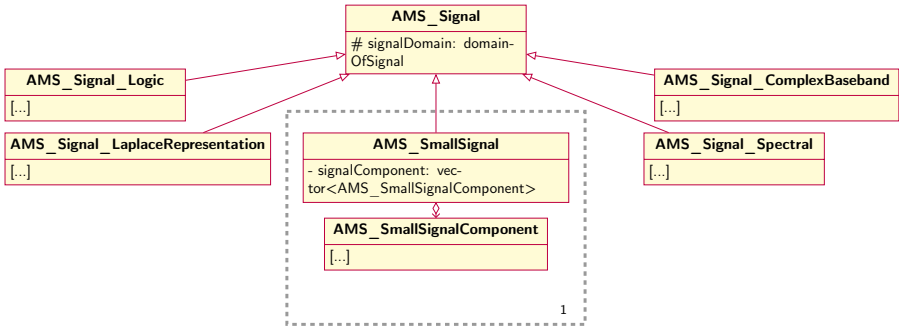 AMS_Signal
# signalDomain: domain-
OfSignal
AMS_Signal_Logic
[...]
AMS_Signal_ComplexBaseband
[...]
AMS_Signal_LaplaceRepresentation
[...]
AMS_SmallSignal
- signalComponent: vec-
tor<AMS_SmallSignalComponent>
AMS_Signal_Spectral
[...]
AMS_SmallSignalComponent
[...]
1